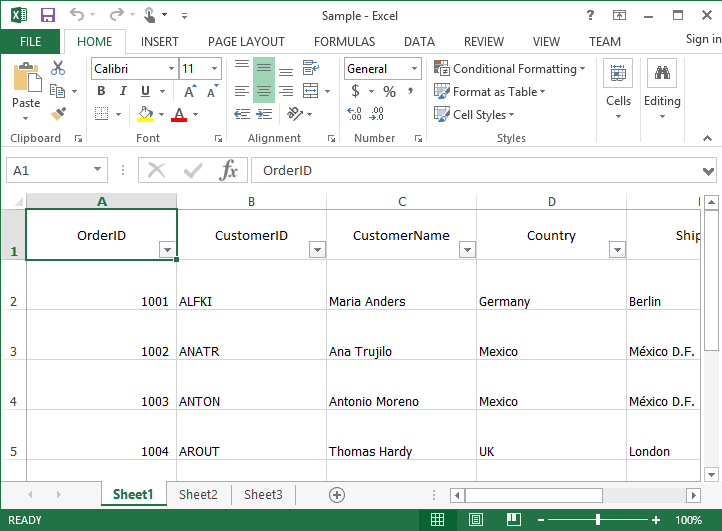 Sample - Excel
FILE HOME INSERT PAGE LAYOUT FORMULAS DATA REVIEW VIEW TEAM Sign in
Calibri 11 General Conditional Formatting
Format as Table
Paste B I U A A $ % , Cells Editing
A Cell Styles
Clipboard Font Alignment Number Styles
A1 fx OrderID
A B C D
1 OrderID CustomerID CustomerName Country Ship
2 1001 ALFKI Maria Anders Germany Berlin
3 1002 ANATR Ana Trujilo Mexico México D.F.
4 1003 ANTON Antonio Moreno Mexico México D.F.
5 1004 AROUT Thomas Hardy UK London
Sheet1 Sheet2 Sheet3
READY 100%